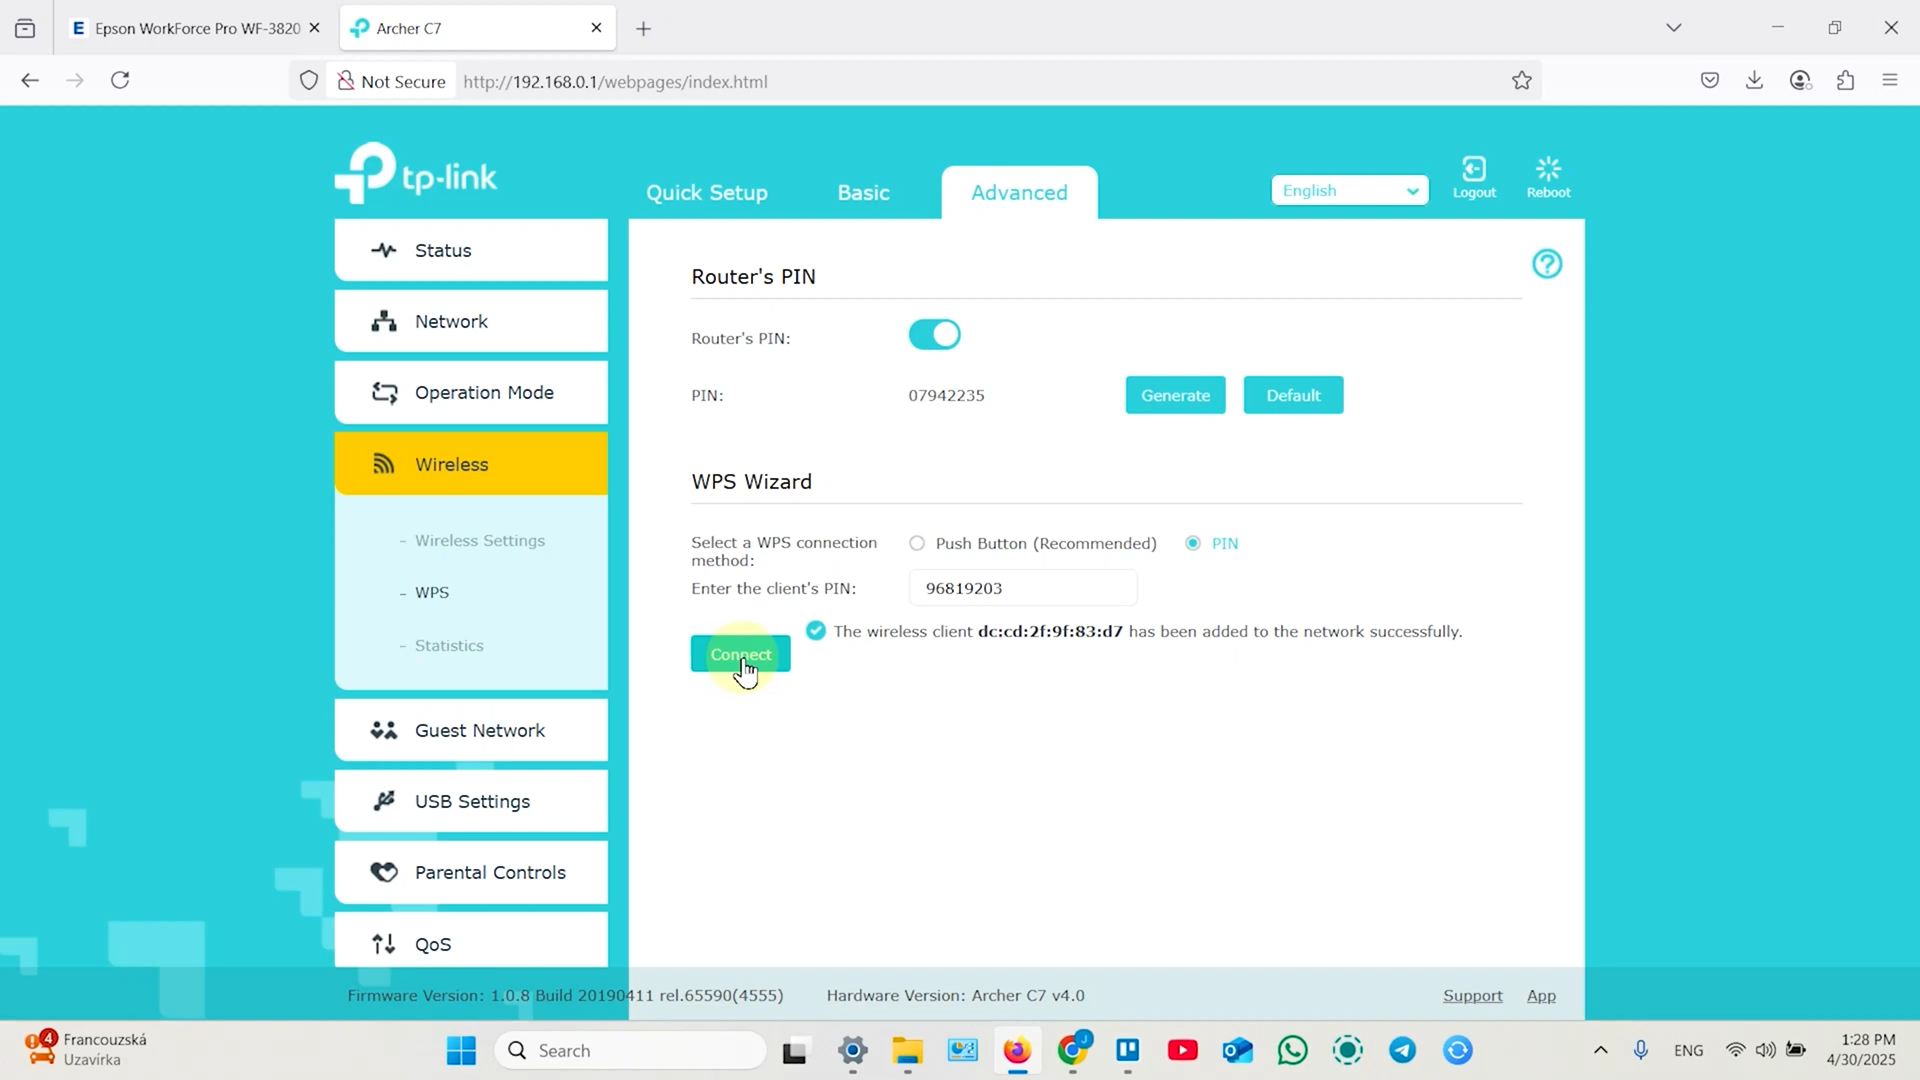 Epson WorkForce Pro WF-3820
Archer C7
Not Secure
http://192.168.0.1/webpages/index.html
tp-link
Quick Setup
Basic
Advanced
English
Logout
Reboot
Status
Network
Operation Mode
Wireless
- Wireless Settings
- WPS
- Statistics
Guest Network
USB Settings
Parental Controls
QoS
Router's PIN
Router's PIN:
PIN:
07942235
Generate
Default
WPS Wizard
Select a WPS connection
method:
Push Button (Recommended)
PIN
Enter the client's PIN:
96819203
The wireless client dc:cd:2f:9f:83:d7 has been added to the network successfully.
Connect
Firmware Version: 1.0.8 Build 20190411 rel.65590(4555)
Hardware Version: Archer C7 v4.0
Support
App
4
Francouzská
Uzavírka
Search
J
ENG
1:28 PM
4/30/2025